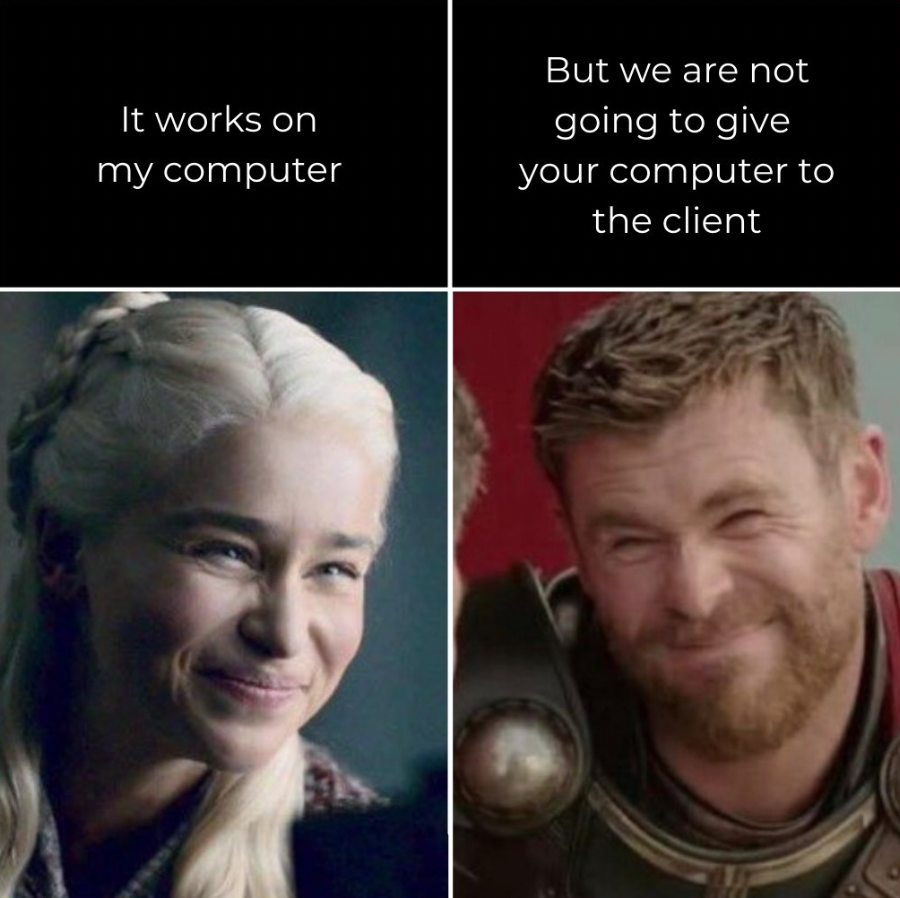 It works on
my computer
But we are not
going to give
your computer to
the client